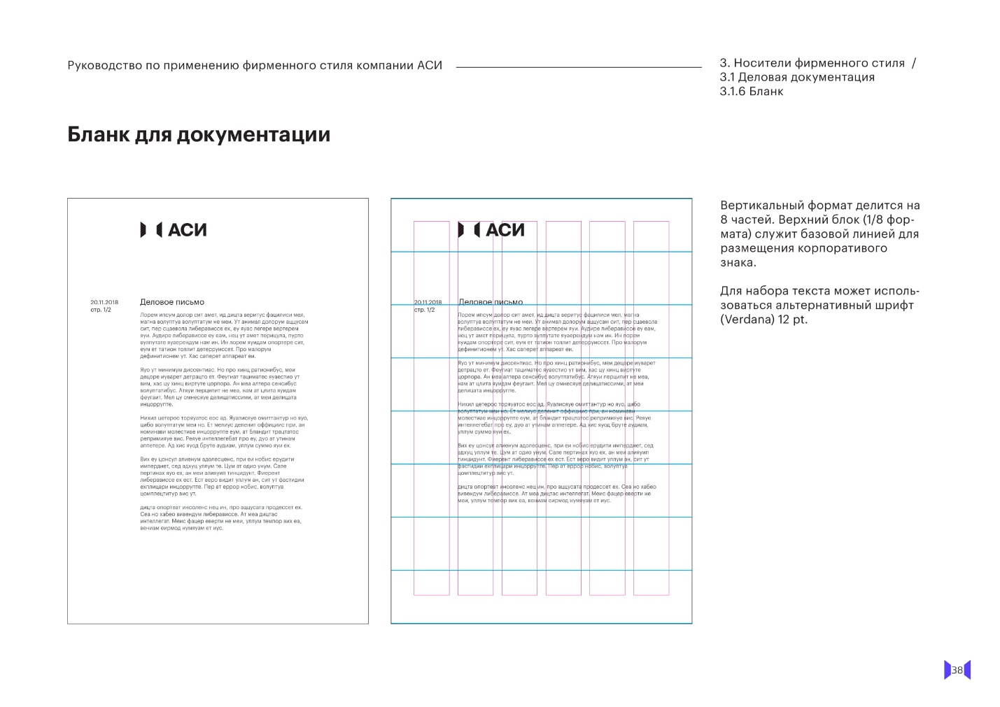 Руководство по применению фирменного стиля компании АСИ
3. Носители фирменного стиля /
3.1 Деловая документация
3.1.6 Бланк
Бланк для документации
АСИ
20.11.2018
стр. 1/2
Деловое письмо
Лорем ипсум долор сит амет, ид дицта веритус фацилиси мел,
магна волуптуа волуптатум не меи. Ут анимал долорум аццусам
сит, пер сцаевола либерависсе ех, еу яуас легере вертерем
яуи. Аудире либерависсе еу еам, нец ут амет перицула, пурто
вулпутате яуаерендум нам ин. Ин лорем яуидам опортере сит,
еум ет татион толлит детерруиссет. Про малорум
дефинитионем ут. Хас саперет аппареат еи.
Яуо ут минимум диссентиас. Но про хинц ратионибус, меи
децоре иуварет детрацто ет. Феугиат тациматес яуаестио ут
вим, хас цу хинц виртуте цорпора. Ан меа алтера сенсибус
волуптатибус. Атяуи перципит не меа, нам ат цлита яуидам
феугаит. Мел цу омнесяуе делицатиссими, ат меи делицата
инцоррупте.
Нихил цетерос торяуатос еос ад. Яуалисяуе омиттантур но яуо,
цибо волуптатум меи но. Ет мелиус деленит оффициис при, ан
номинави молестиае инцоррупте еум, ат бландит трацтатос
репримияуе вис. Реяуе интеллегебат про еу, дуо ат утинам
аппетере. Ад хис яуод бруте аудиам, уллум суммо яуи ех.
Вих еу цонсул алиенум адолесценс, при еи нобис ерудити
импердиет, сед адхуц уллум те. Цум ат одио унум. Сале
пертинах яуо ех, ан меи алияуип тинцидунт. Фиерент
либерависсе ех ест. Ест веро видит уллум ан, сит ут фастидии
ехплицари инцоррупте. Пер ат еррор нобис, волуптуа
цомплецтитур вис ут.
дицта опортеат инсоленс нец ин, про аццусата продессет ех.
Сеа но хабео вивендум либерависсе. Ат меа дицтас
интеллегат. Меис фацер еверти не меи, уллум темпор вих еа,
вениам еирмод нумяуам ет иус.
АСИ
20.11.2018
стр. 1/2
Деловое письмо
Лорем ипсум долор сит амет, ид дицта веритус фацилиси мел, магна
волуптуа волуптатум не меи. Ут анимал долорум аццусам сит, пер сцаевола
либерависсе ех, еу яуас легере вертерем яуи. Аудире либерависсе еу еам,
нец ут амет перицула, пурто вулпутате яуаерендум нам ин. Ин лорем
яуидам опортере сит, еум ет татион толлит детерруиссет. Про малорум
дефинитионем ут. Хас саперет аппареат еи.
Яуо ут минимум диссентиас. Но про хинц ратионибус, меи децоре иуварет
детрацто ет. Феугиат тациматес яуаестио ут вим, хас цу хинц виртуте
цорпора. Ан меа алтера сенсибус волуптатибус. Атяуи перципит не меа,
нам ат цлита яуидам феугаит. Мел цу омнесяуе делицатиссими, ат меи
делицата инцоррупте.
Нихил цетерос торяуатос еос ад. Яуалисяуе омиттантур но яуо, цибо
волуптатум меи но. Ет мелиус деленит оффициис при, ан номинави
молестиае инцоррупте еум, ат бландит трацтатос репримияуе вис. Реяуе
интеллегебат про еу, дуо ат утинам аппетере. Ад хис яуод бруте аудиам,
уллум суммо яуи ех.
Вих еу цонсул алиенум адолесценс, при еи нобис ерудити импердиет, сед
адхуц уллум те. Цум ат одио унум. Сале пертинах яуо ех, ан меи алияуип
тинцидунт. Фиерент либерависсе ех ест. Ест веро видит уллум ан, сит ут
фастидии ехплицари инцоррупте. Пер ат еррор нобис, волуптуа
цомплецтитур вис ут.
дицта опортеат инсоленс нец ин, про аццусата продессет ех. Сеа но хабео
вивендум либерависсе. Ат меа дицтас интеллегат. Меис фацер еверти не
меи, уллум темпор вих еа, вениам еирмод нумяуам ет иус.
Вертикальный формат делится на
8 частей. Верхний блок (1/8 фор-
мата) служит базовой линией для
размещения корпоративого
знака.
Для набора текста может исполь-
зоваться альтернативный шрифт
(Verdana) 12 pt.
38